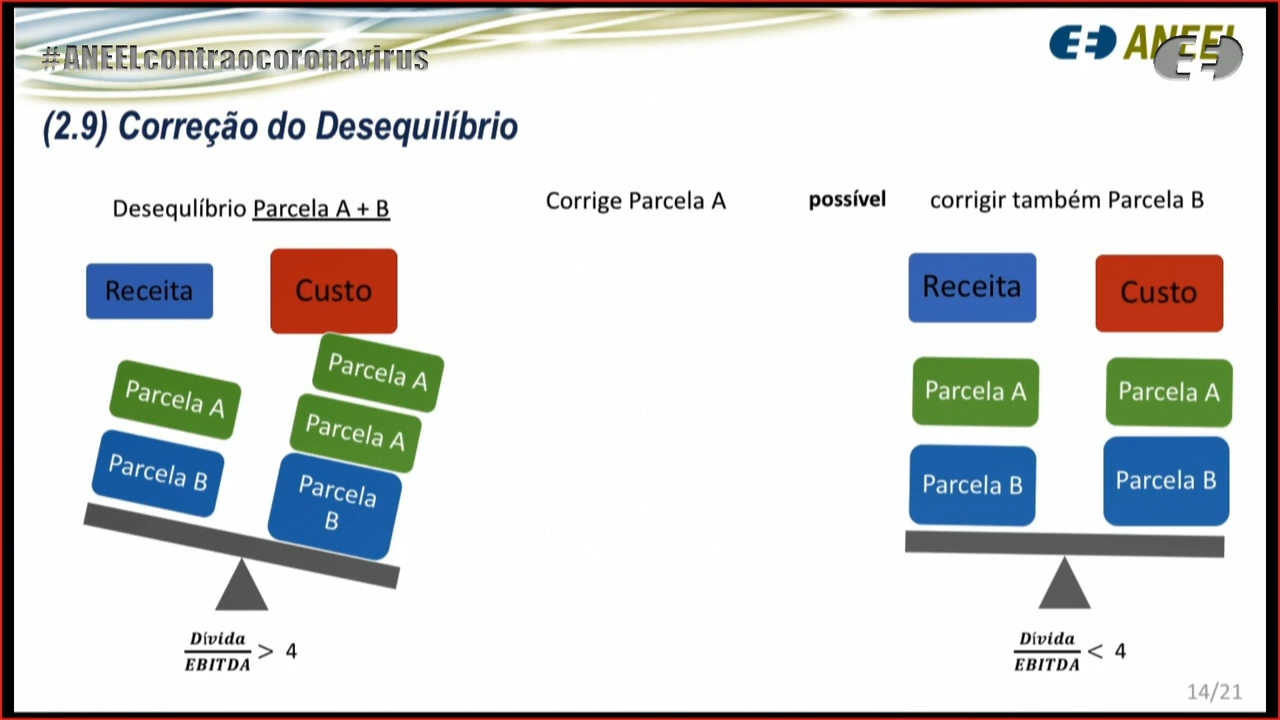 #ANEELcontraocoronavirus
ANEEL
(2.9) Correção do Desequilíbrio
Desequlíbrio Parcela A + B
Corrige Parcela A
possível
corrigir também Parcela B
Receita
Custo
Parcela A
Parcela A
Parcela A
Parcela B
Parcela
B
Dívida
EBITDA
> 4
Receita
Custo
Parcela A
Parcela A
Parcela B
Parcela B
Dívida
EBITDA
< 4
14/21